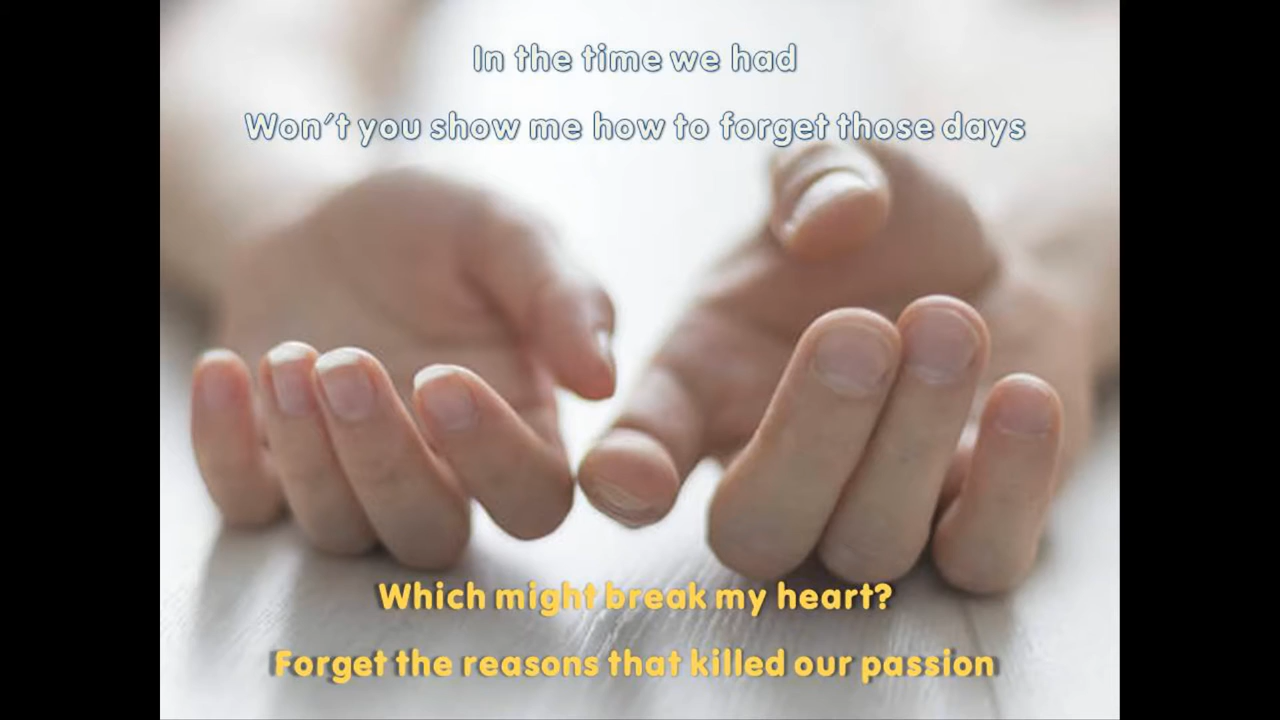 In the time we had
Won't you show me how to forget those days
Which might break my heart?
Forget the reasons that killed our passion